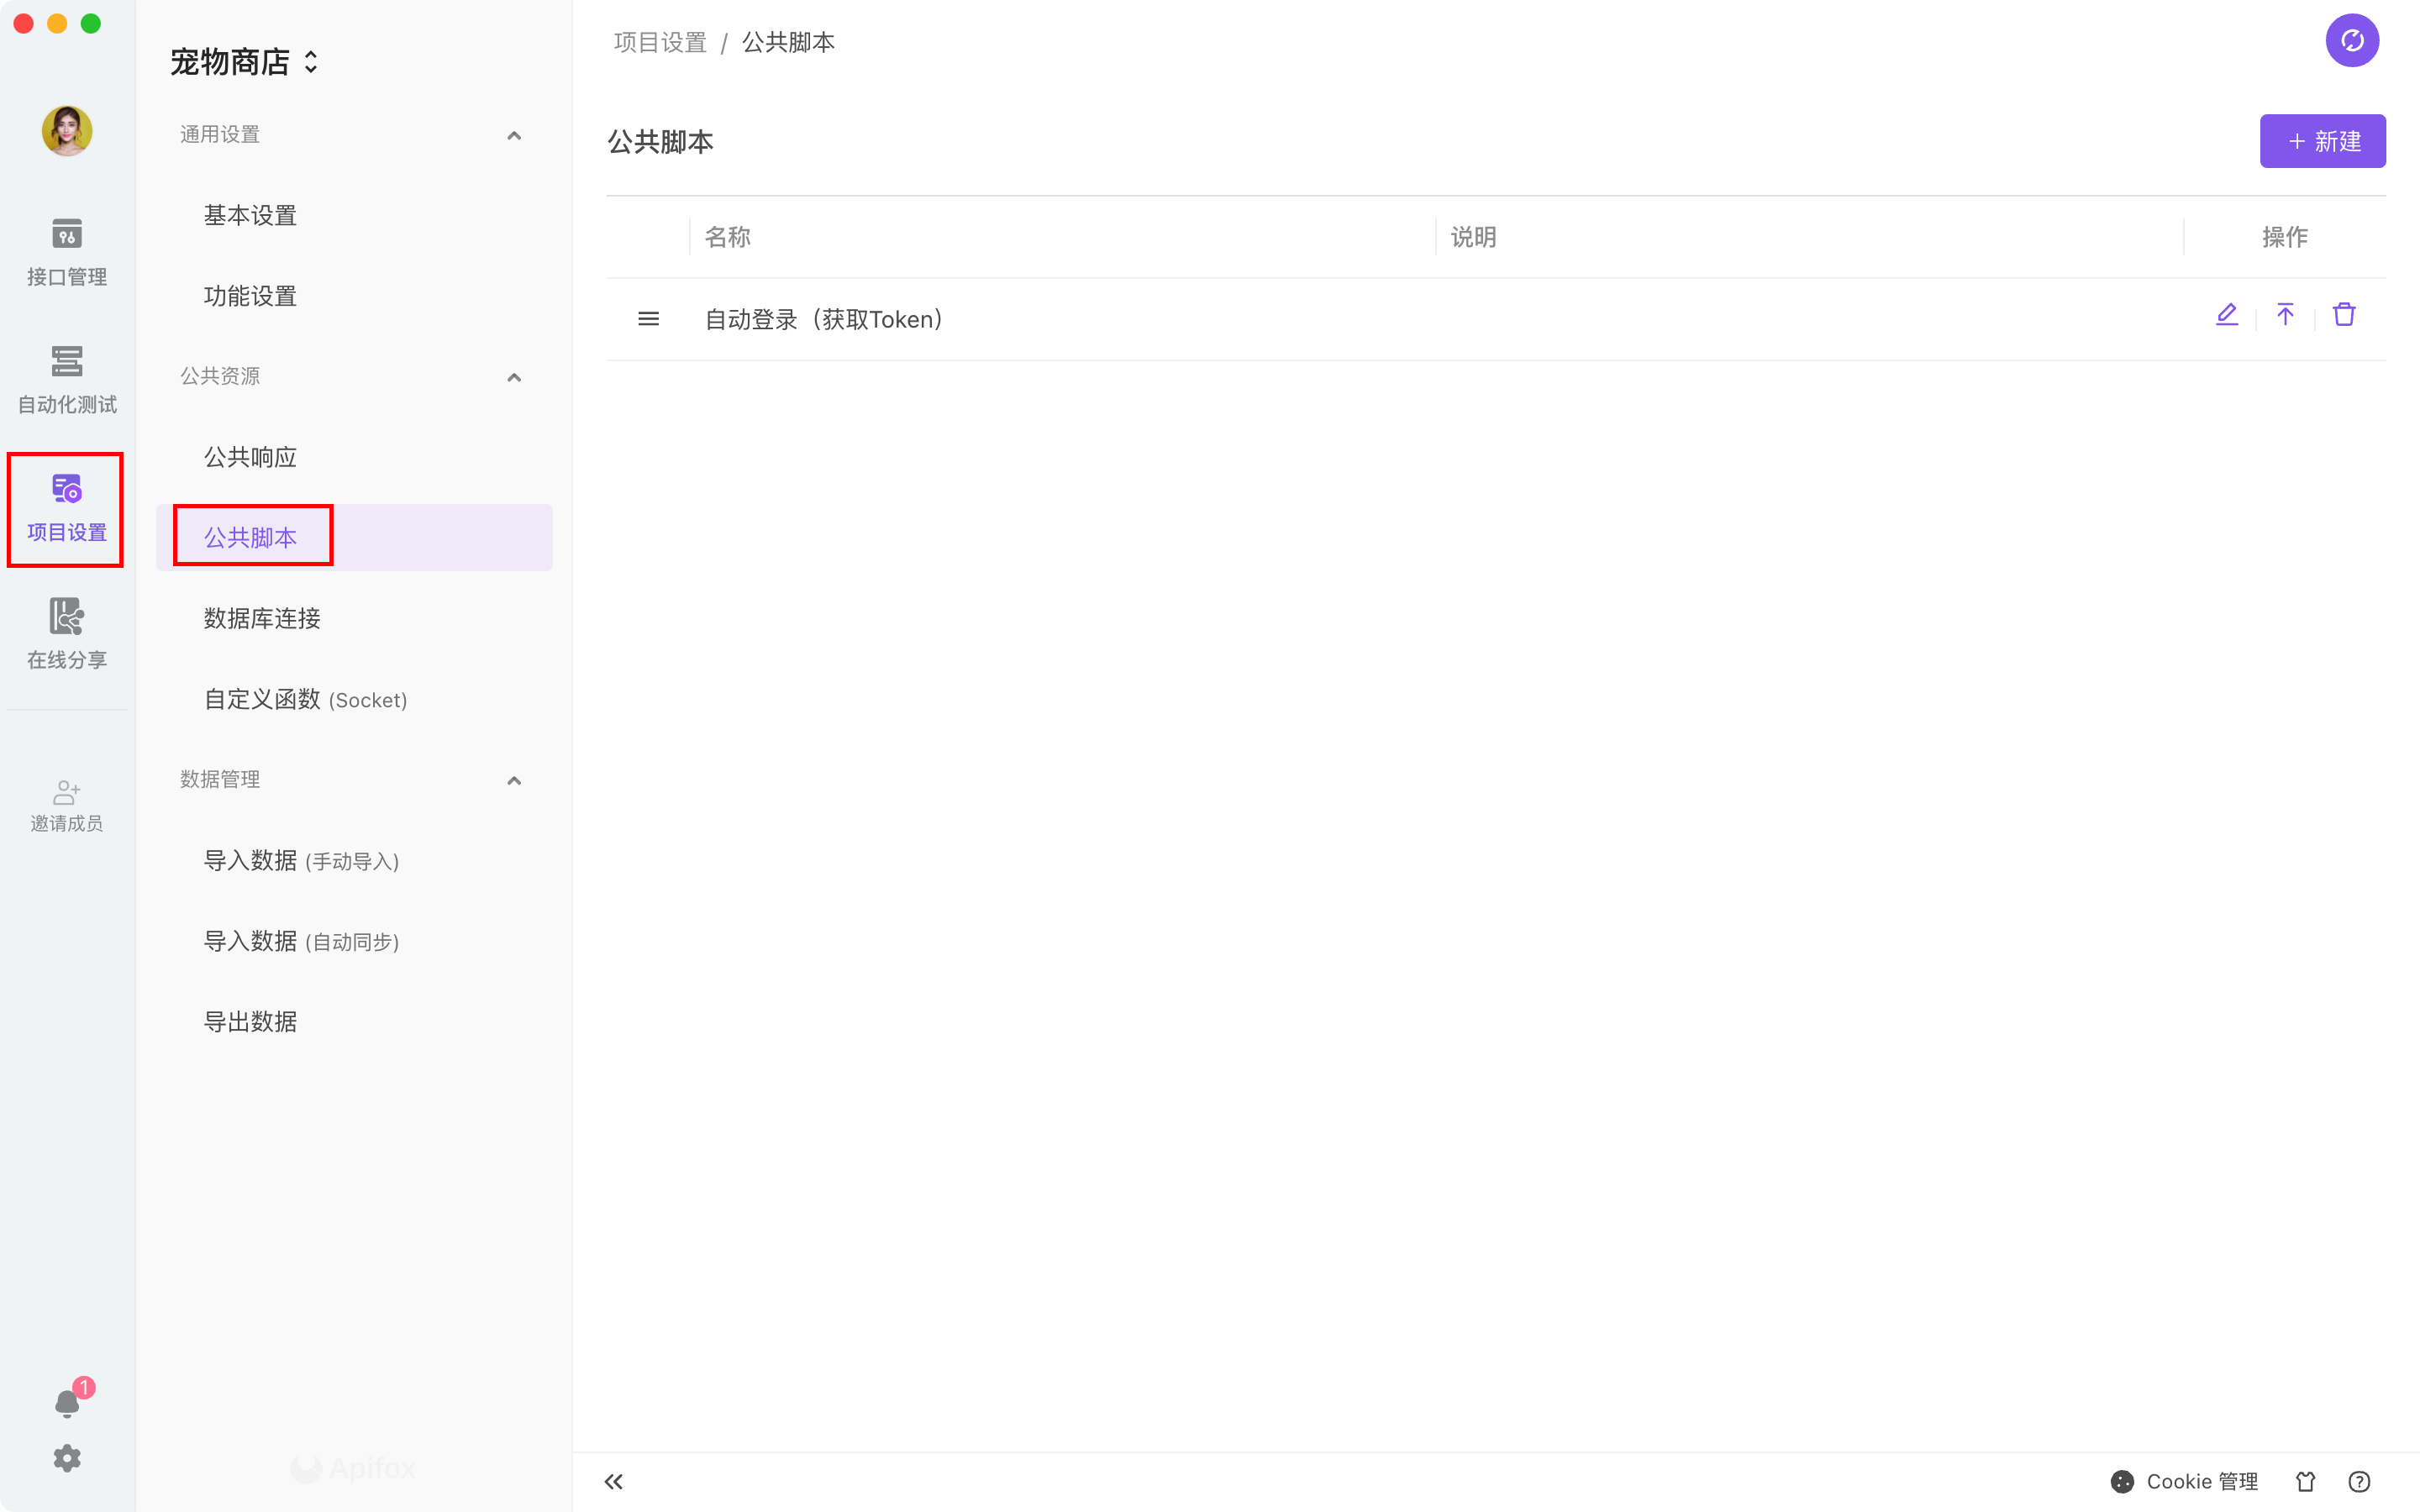 接口管理
自动化测试
项目设置
在线分享
邀请成员
1
宠物商店
通用设置
基本设置
功能设置
公共资源
公共响应
公共脚本
数据库连接
自定义函数 (Socket)
数据管理
导入数据 (手动导入)
导入数据 (自动同步)
导出数据
Apifox
项目设置 / 公共脚本
公共脚本
+ 新建
名称 说明 操作
自动登录（获取Token）
Cookie 管理